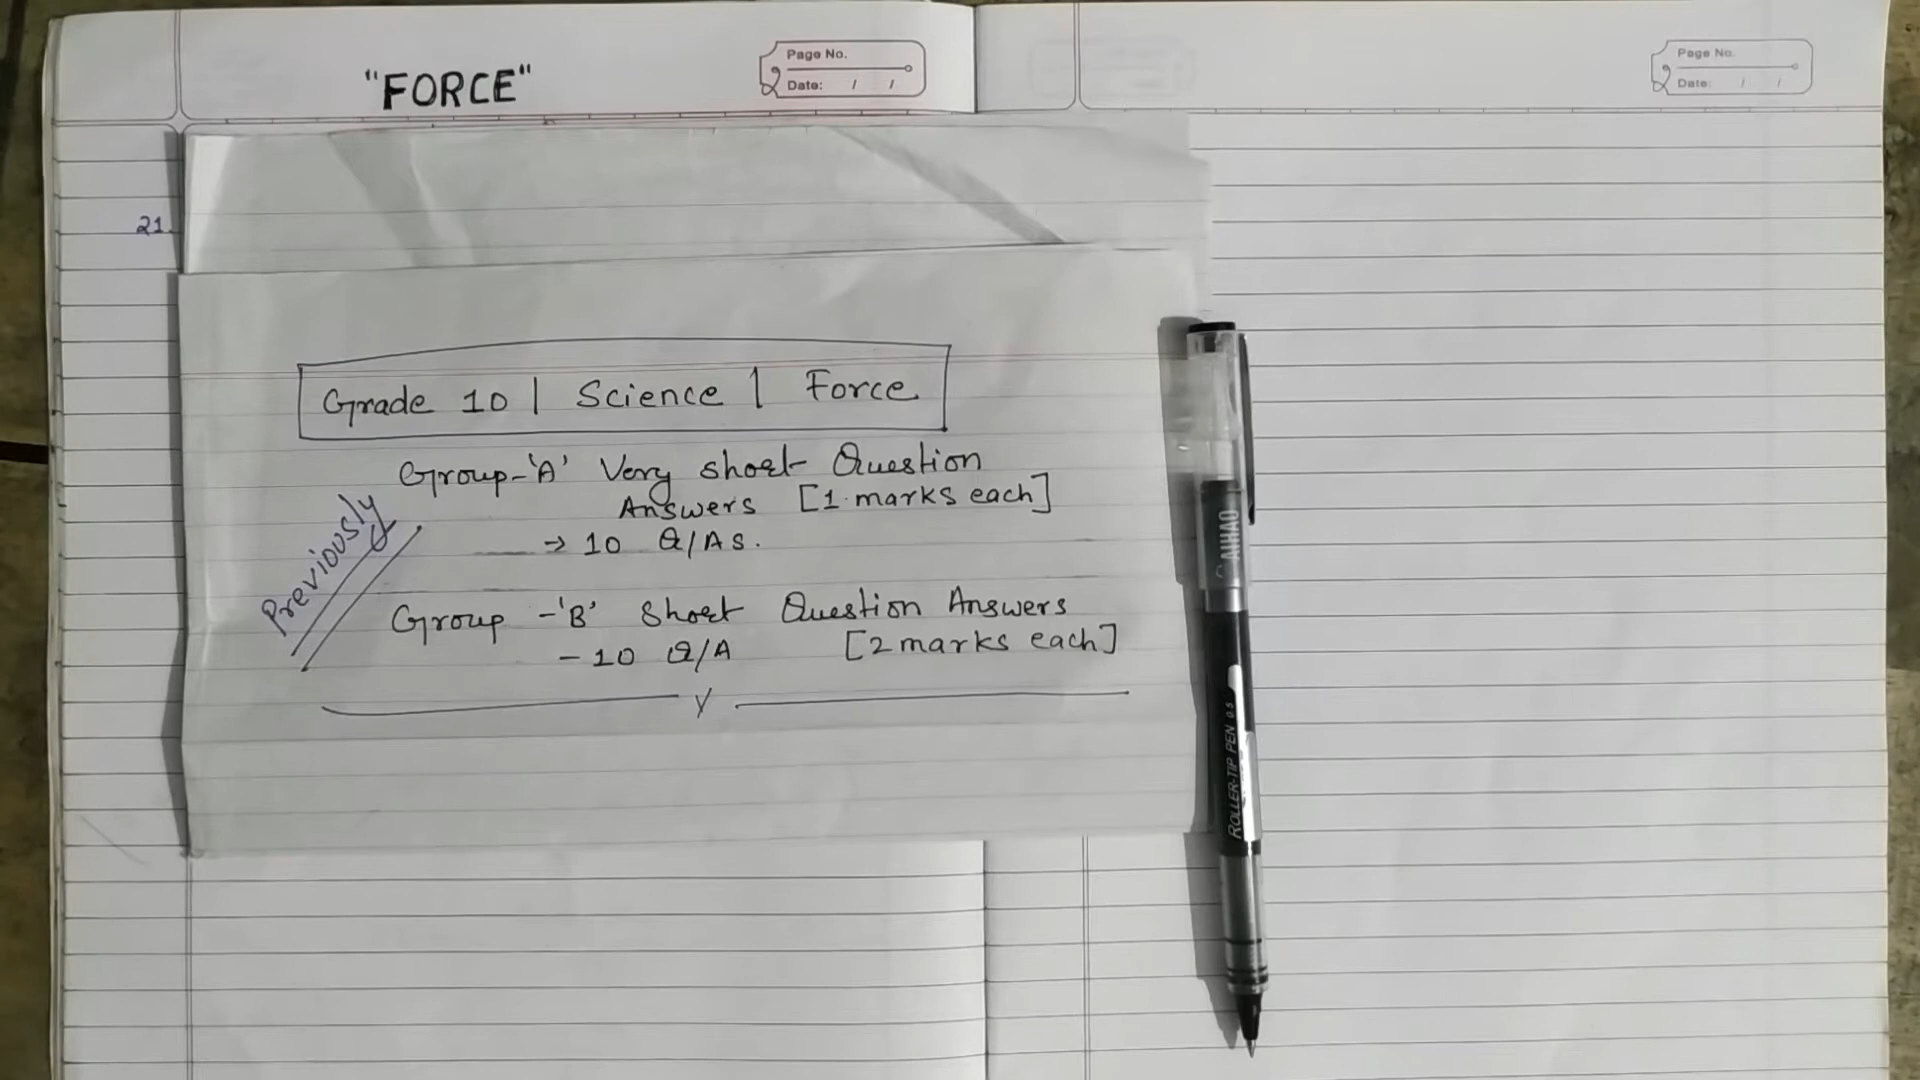 "FORCE"
Page No.
Date: / /
Page No.
Date: / /
21.
Grade 10 | Science | Force
Group-'A' Very short Question
Answers [1 marks each]
→ 10 Q/As.
Previously
Group -'B' Short Question Answers
- 10 Q/A [2 marks each]
AIHAO
ROLLER-TIP PEN 0.5